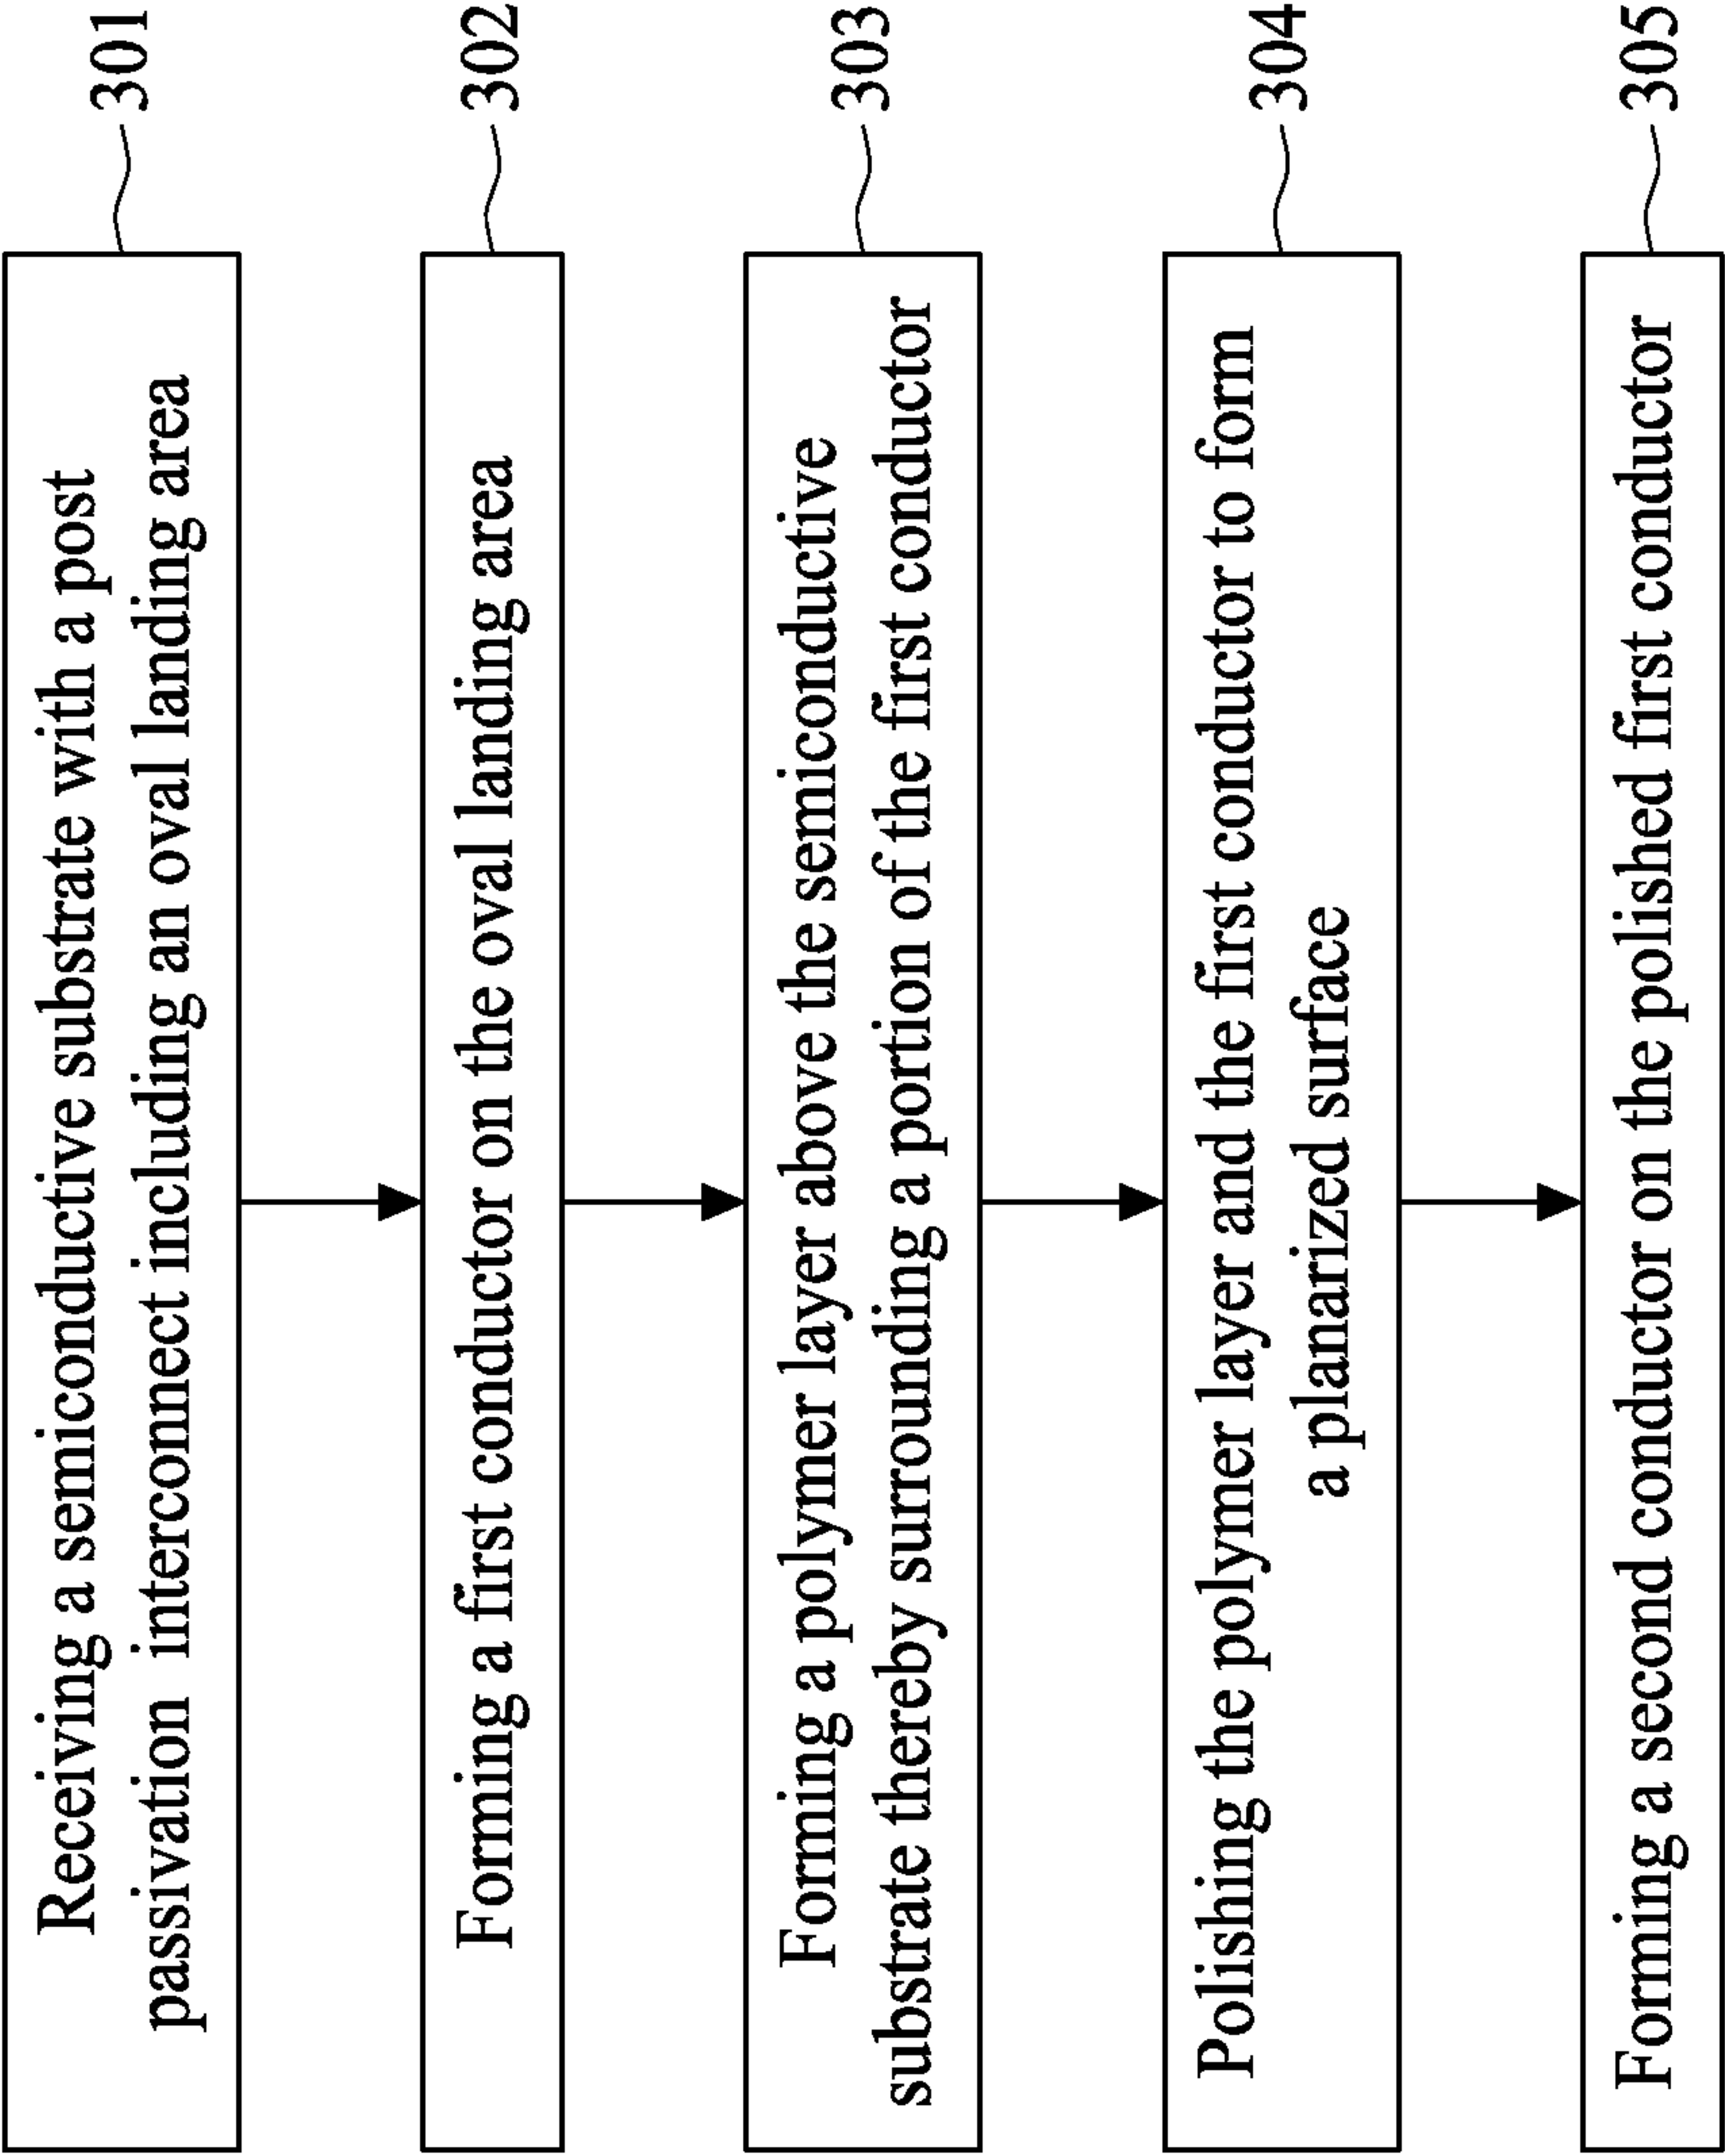 Receiving a semiconductive substrate with a post
passivation interconnect including an oval landing area
301
Forming a first conductor on the oval landing area
302
Forming a polymer layer above the semiconductive
substrate thereby surrounding a portion of the first conductor
303
Polishing the polymer layer and the first conductor to form
a planarized surface
304
Forming a second conductor on the polished first conductor
305